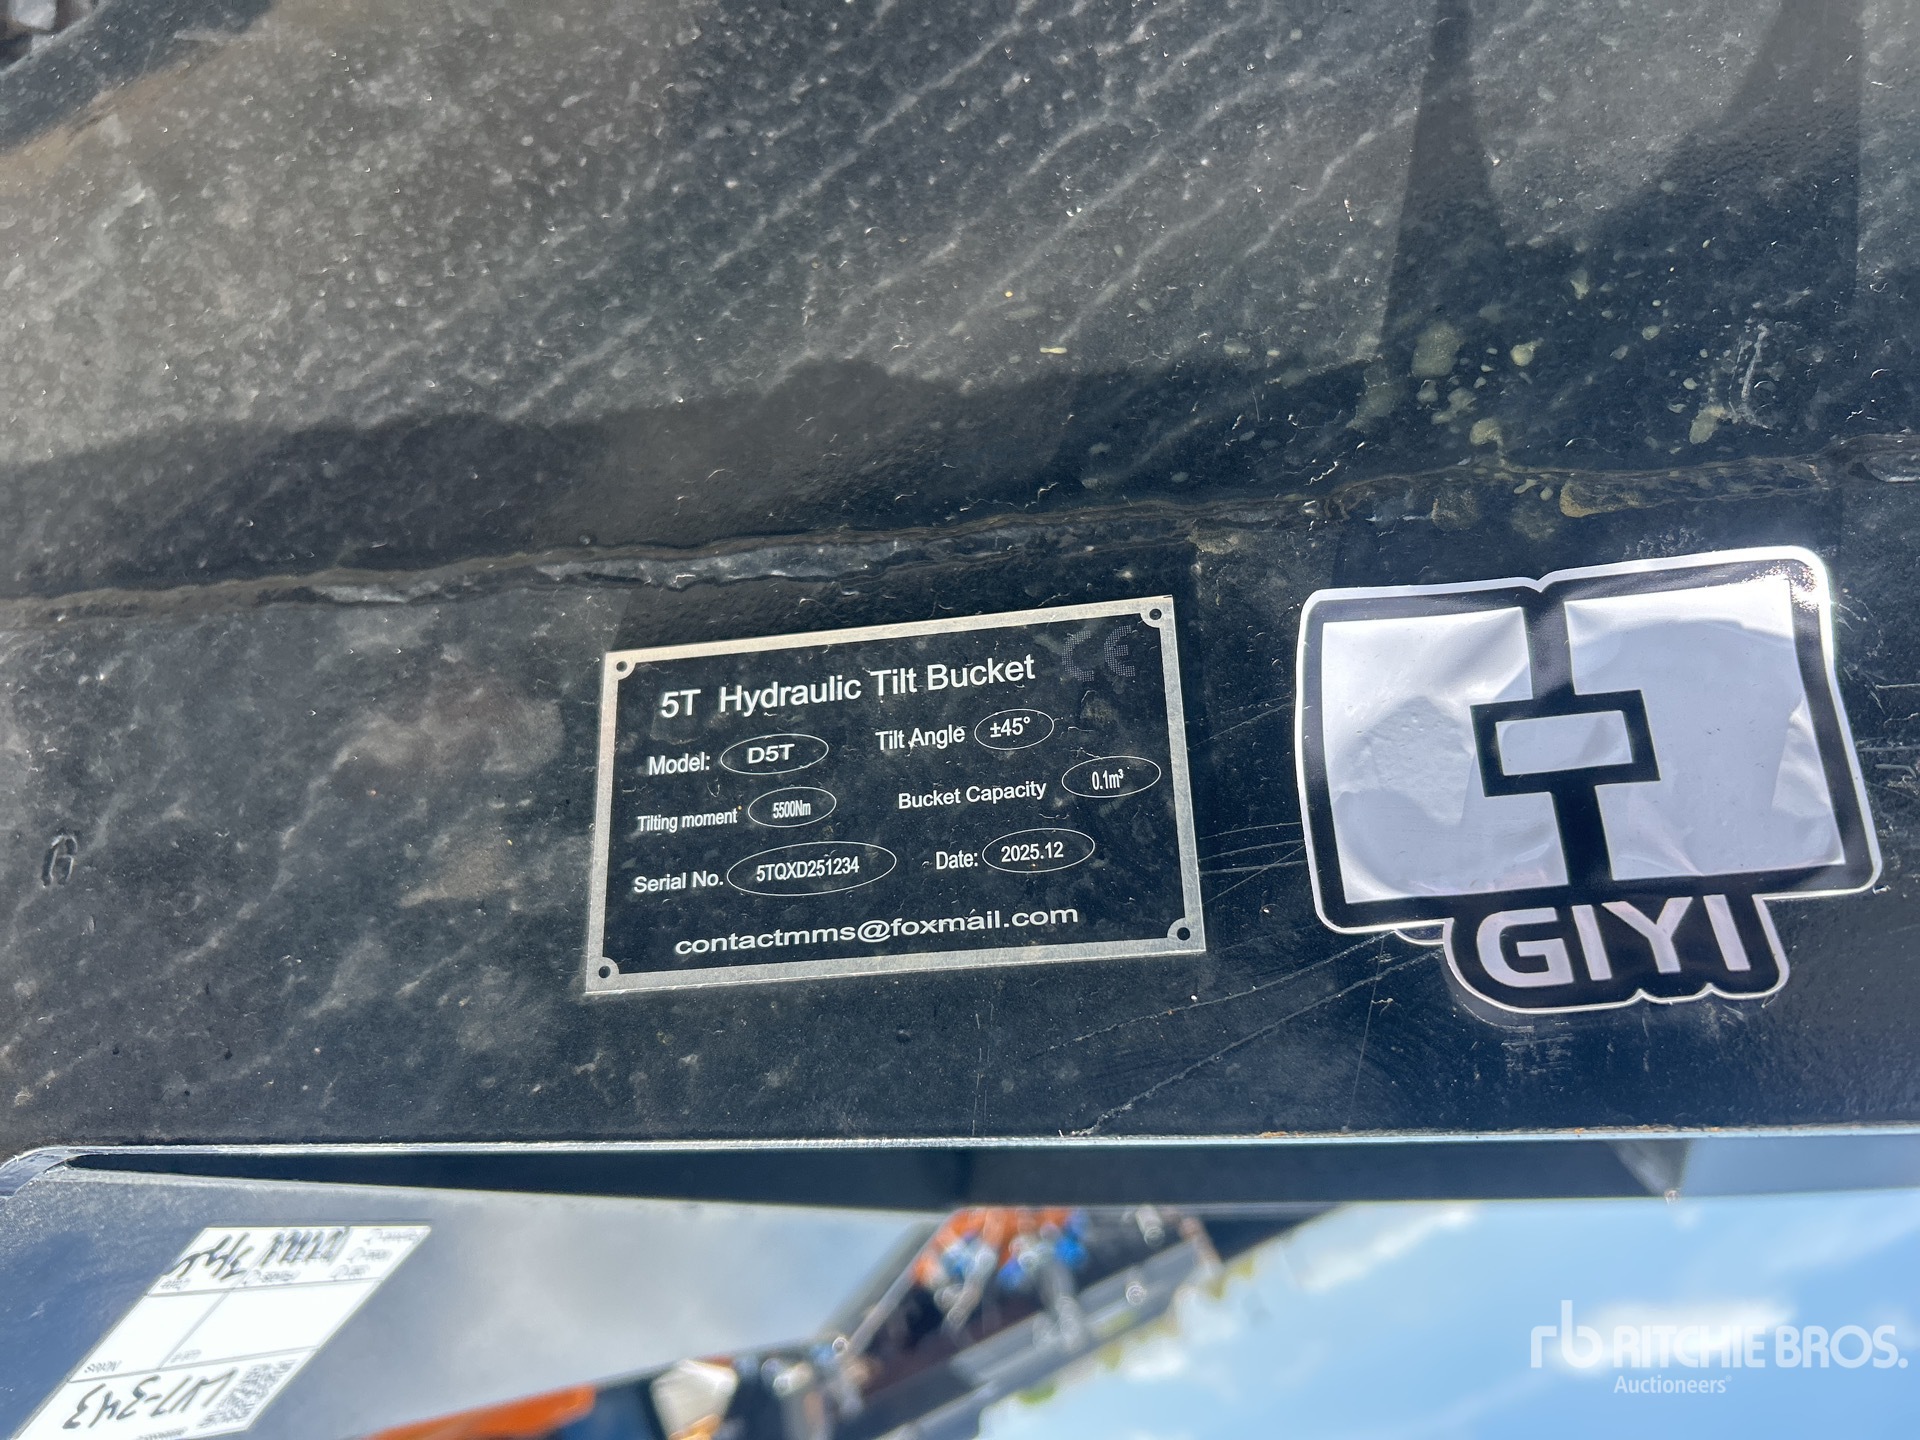 5T Hydraulic Tilt Bucket CE
Model: D5T Tilt Angle ±45°
Tilting moment 5500Nm Bucket Capacity 0.1m³
Serial No. 5TQXD251234 Date: 2025.12
contactmms@foxmail.com
GIYI
rb RITCHIE BROS.
Auctioneers